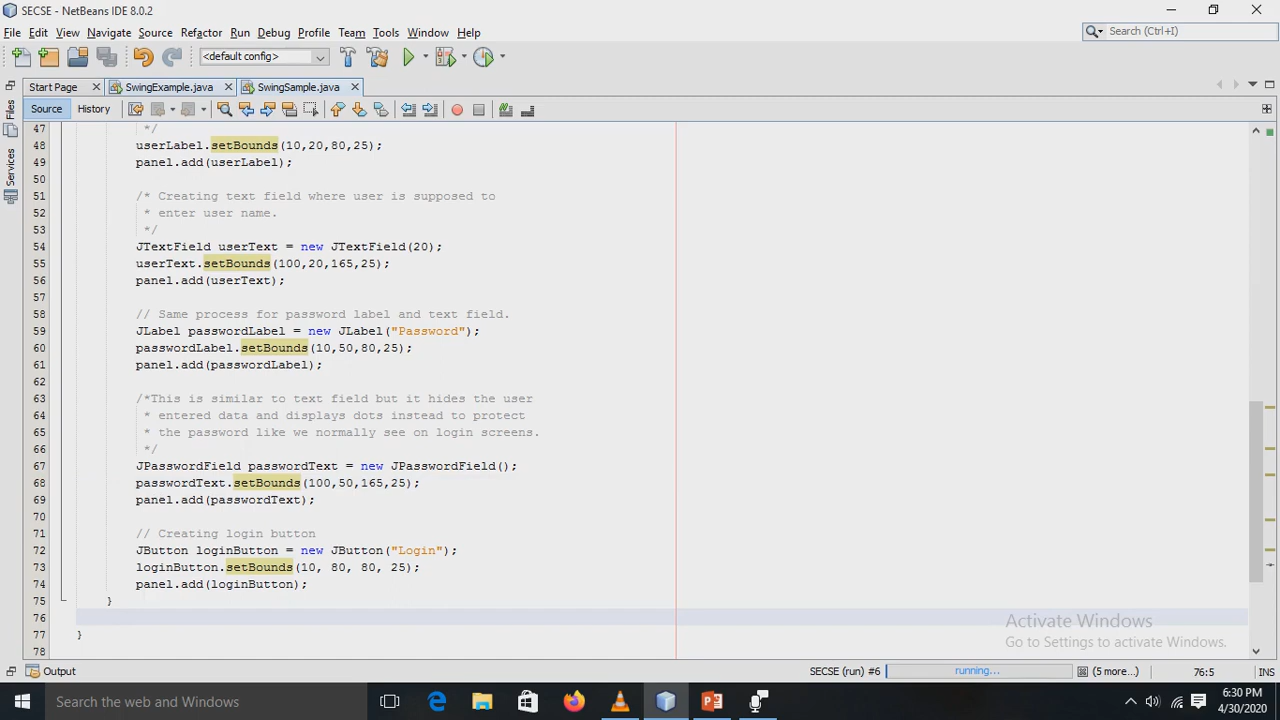 SECSE - NetBeans IDE 8.0.2
File Edit View Navigate Source Refactor Run Debug Profile Team Tools Window Help
Search (Ctrl+I)
<default config>
Start Page SwingExample.java SwingSample.java
Source History
Files
Services
47 */
48 userLabel.setBounds(10,20,80,25);
49 panel.add(userLabel);
50
51 /* Creating text field where user is supposed to
52 * enter user name.
53 */
54 JTextField userText = new JTextField(20);
55 userText.setBounds(100,20,165,25);
56 panel.add(userText);
57
58 // Same process for password label and text field.
59 JLabel passwordLabel = new JLabel("Password");
60 passwordLabel.setBounds(10,50,80,25);
61 panel.add(passwordLabel);
62
63 /*This is similar to text field but it hides the user
64 * entered data and displays dots instead to protect
65 * the password like we normally see on login screens.
66 */
67 JPasswordField passwordText = new JPasswordField();
68 passwordText.setBounds(100,50,165,25);
69 panel.add(passwordText);
70
71 // Creating login button
72 JButton loginButton = new JButton("Login");
73 loginButton.setBounds(10, 80, 80, 25);
74 panel.add(loginButton);
75 }
76
77 }
78
Activate Windows
Go to Settings to activate Windows.
Output SECSE (run) #6 running... (5 more...) 76:5 INS
Search the web and Windows
6:30 PM
4/30/2020